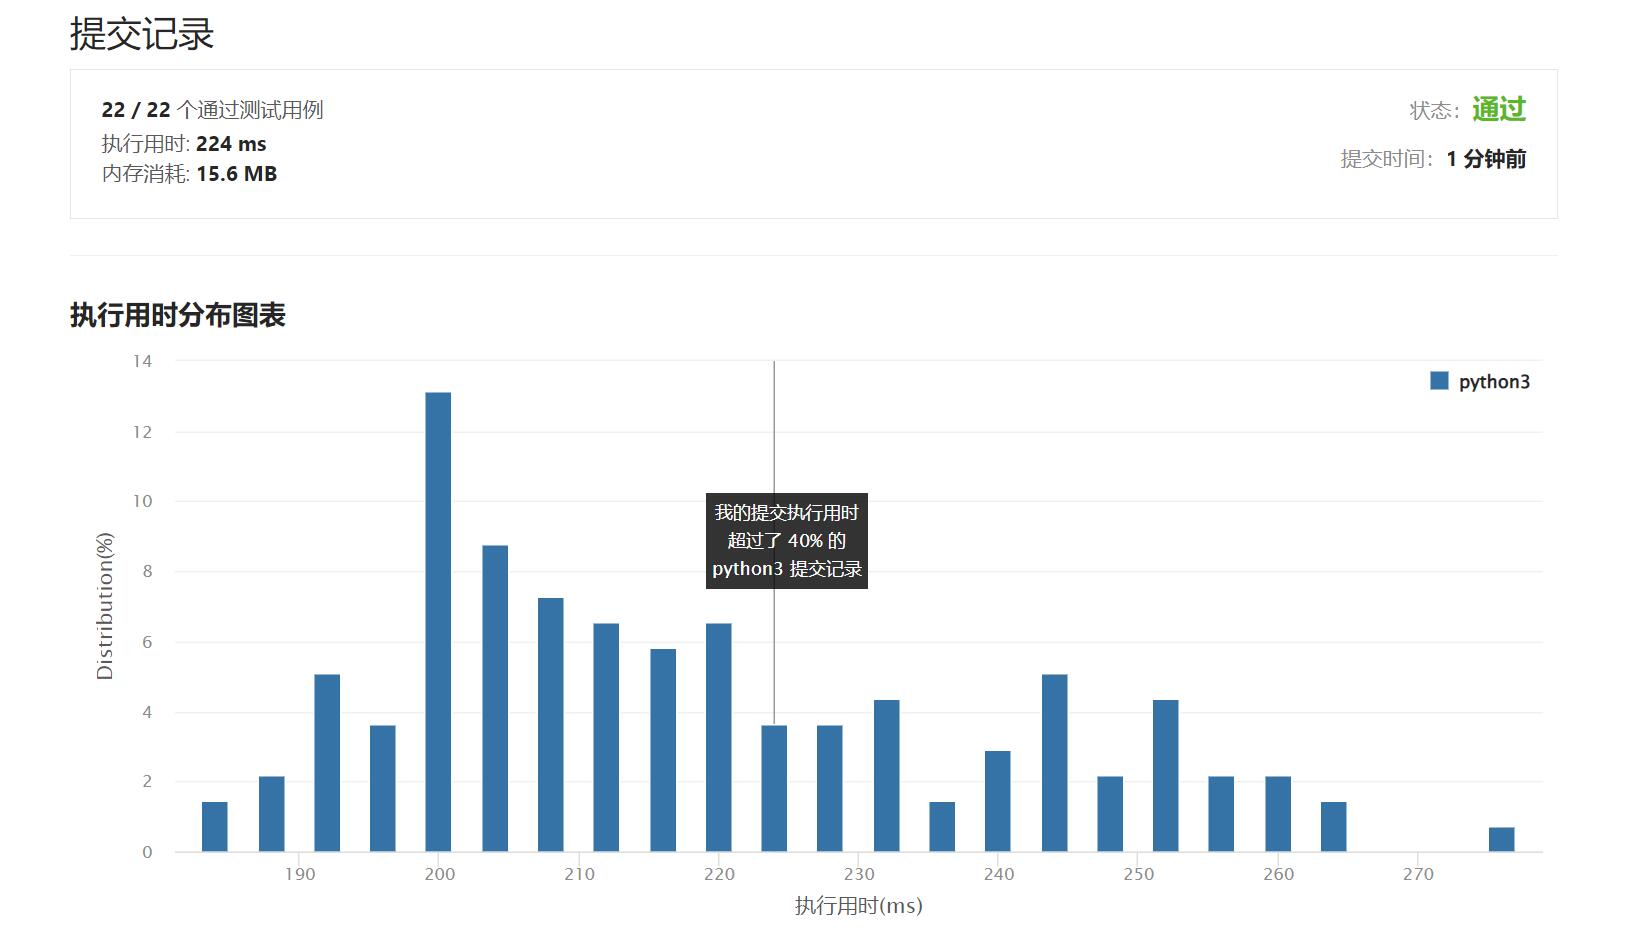 提交记录
22 / 22 个通过测试用例
状态：通过
执行用时: 224 ms
内存消耗: 15.6 MB
提交时间：1 分钟前
执行用时分布图表
python3
14
12
10
8
6
4
2
0
Distribution(%)
我的提交执行用时
超过了 40% 的
python3 提交记录
190 200 210 220 230 240 250 260 270
执行用时(ms)